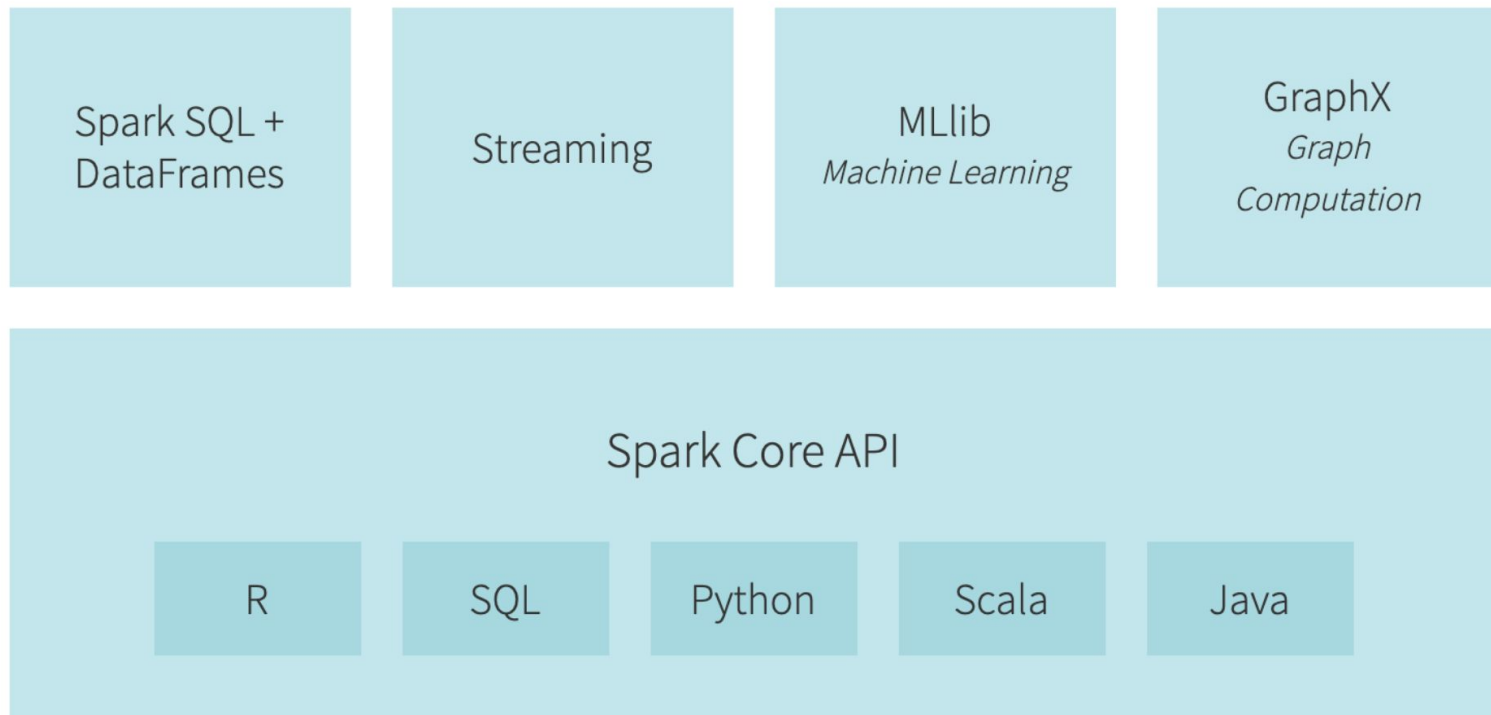 Spark SQL +
DataFrames
Streaming
MLlib
Machine Learning
GraphX
Graph
Computation
Spark Core API
R
SQL
Python
Scala
Java